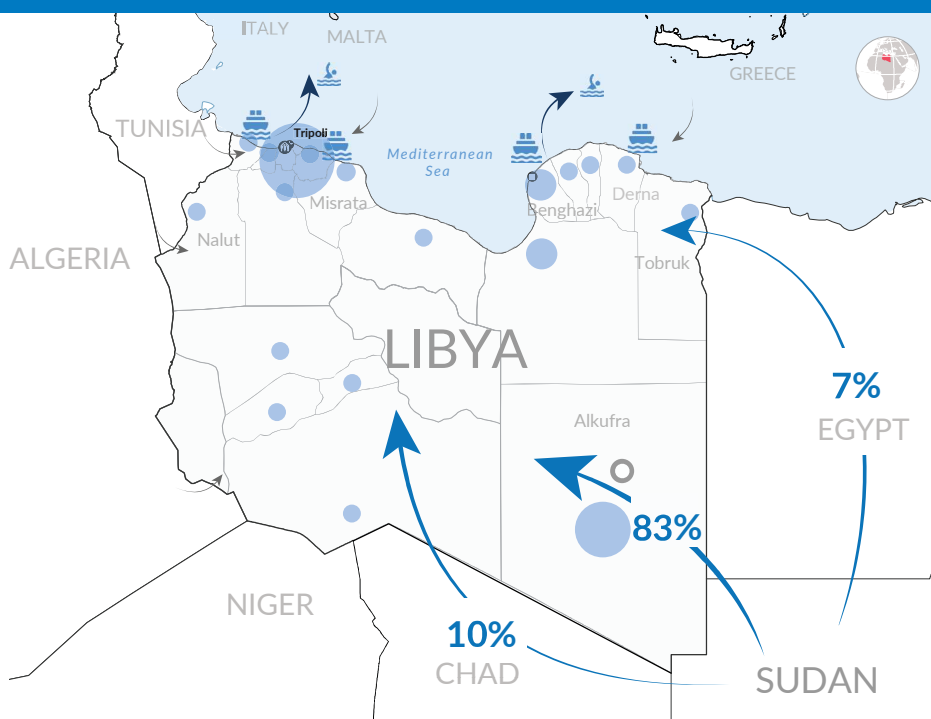 ITALY
MALTA
GREECE
TUNISIA
Tripoli
Mediterranean
Sea
Misrata
Derna
Benghazi
Nalut
ALGERIA
Tobruk
LIBYA
7%
Alkufra
EGYPT
83%
NIGER
10%
CHAD
SUDAN